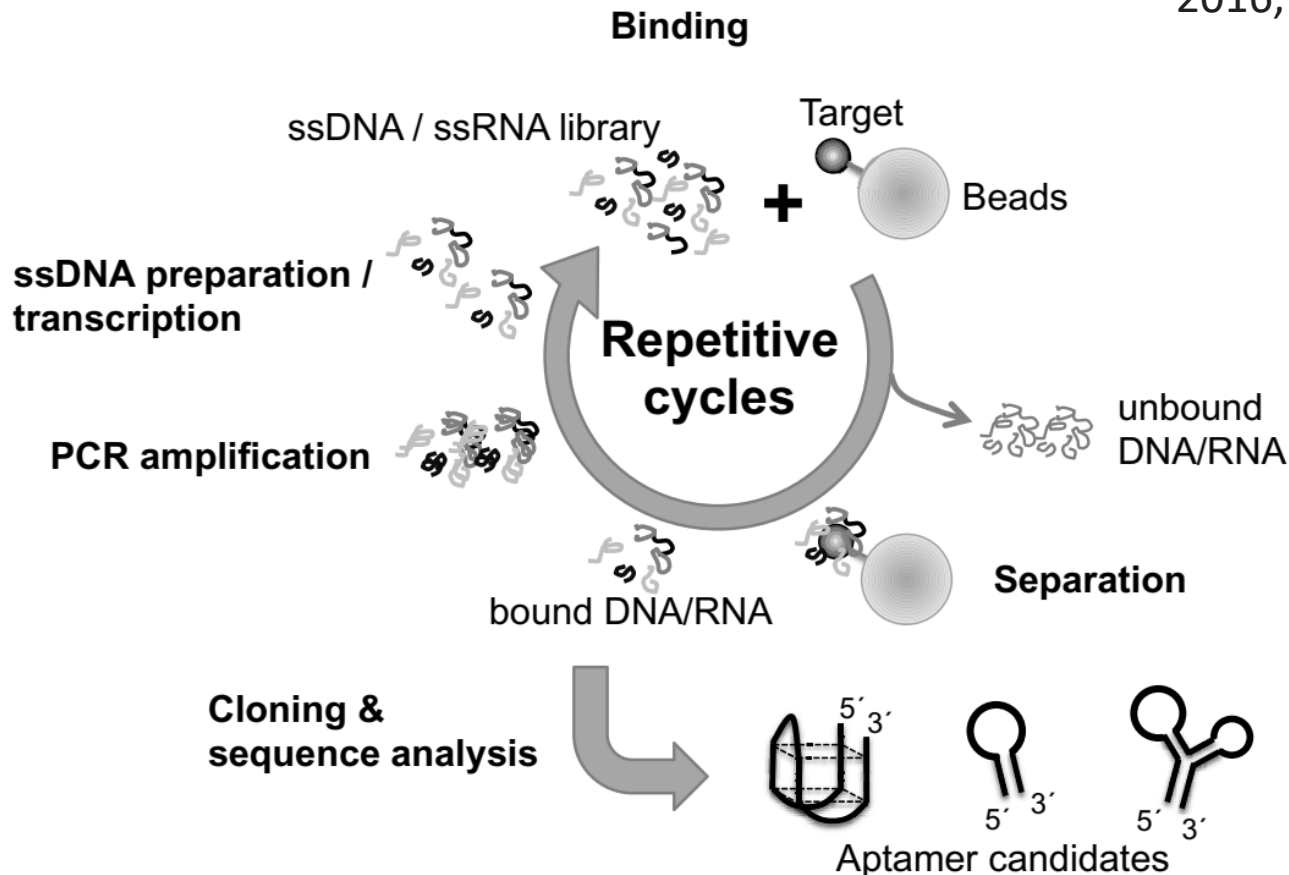 2016,
Binding
ssDNA / ssRNA library
Target
Beads
ssDNA preparation /
transcription
Repetitive
cycles
PCR amplification
unbound
DNA/RNA
Separation
bound DNA/RNA
Cloning &
sequence analysis
5´ 3´
5´ 3´
5´ 3´
Aptamer candidates